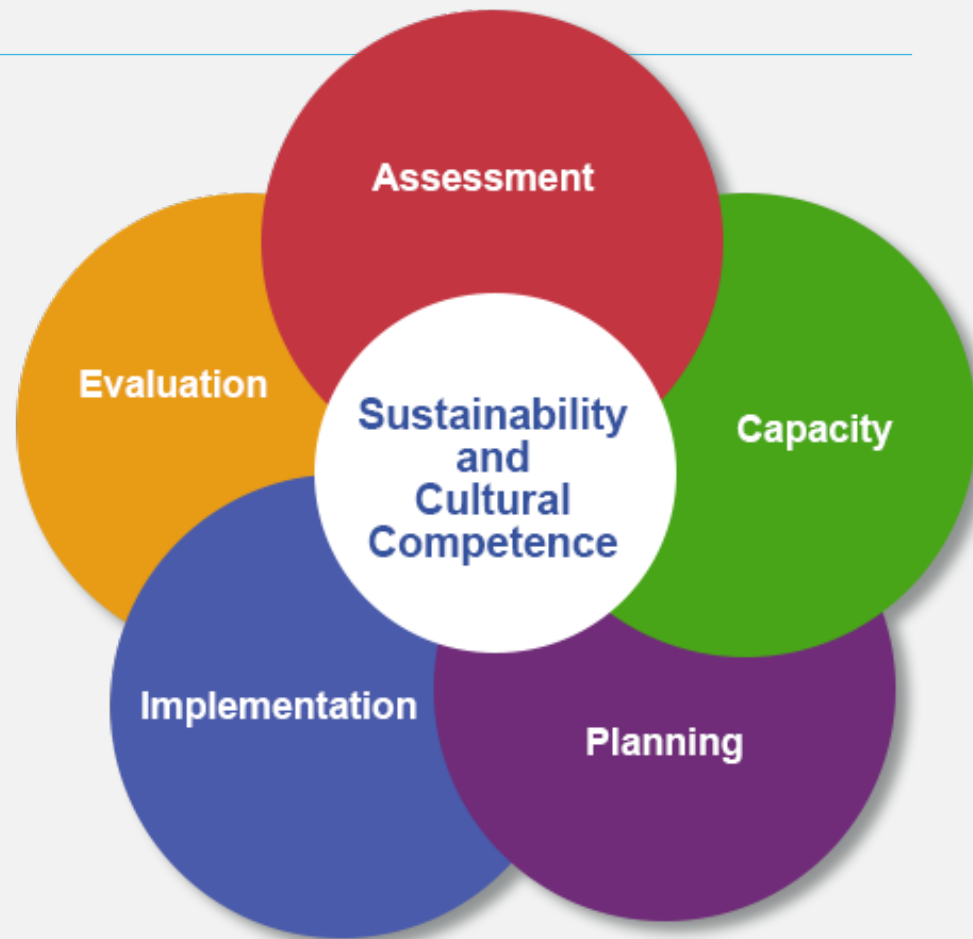 Assessment
Capacity
Planning
Implementation
Evaluation
Sustainability
and
Cultural
Competence